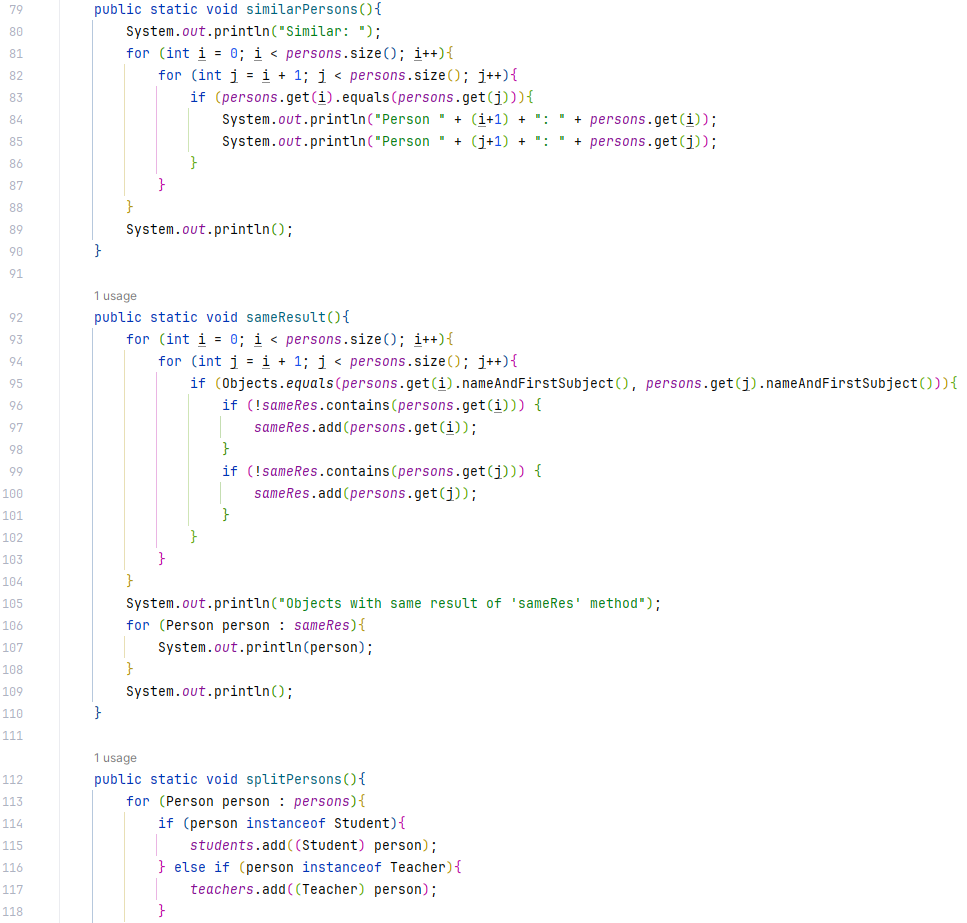 79 public static void similarPersons(){
80 System.out.println("Similar: ");
81 for (int i = 0; i < persons.size(); i++){
82 for (int j = i + 1; j < persons.size(); j++){
83 if (persons.get(i).equals(persons.get(j))){
84 System.out.println("Person " + (i+1) + ": " + persons.get(i));
85 System.out.println("Person " + (j+1) + ": " + persons.get(j));
86 }
87 }
88 }
89 System.out.println();
90 }
91
1 usage
92 public static void sameResult(){
93 for (int i = 0; i < persons.size(); i++){
94 for (int j = i + 1; j < persons.size(); j++){
95 if (Objects.equals(persons.get(i).nameAndFirstSubject(), persons.get(j).nameAndFirstSubject())){
96 if (!sameRes.contains(persons.get(i))) {
97 sameRes.add(persons.get(i));
98 }
99 if (!sameRes.contains(persons.get(j))) {
100 sameRes.add(persons.get(j));
101 }
102 }
103 }
104 }
105 System.out.println("Objects with same result of 'sameRes' method");
106 for (Person person : sameRes){
107 System.out.println(person);
108 }
109 System.out.println();
110 }
111
1 usage
112 public static void splitPersons(){
113 for (Person person : persons){
114 if (person instanceof Student){
115 students.add((Student) person);
116 } else if (person instanceof Teacher){
117 teachers.add((Teacher) person);
118 }